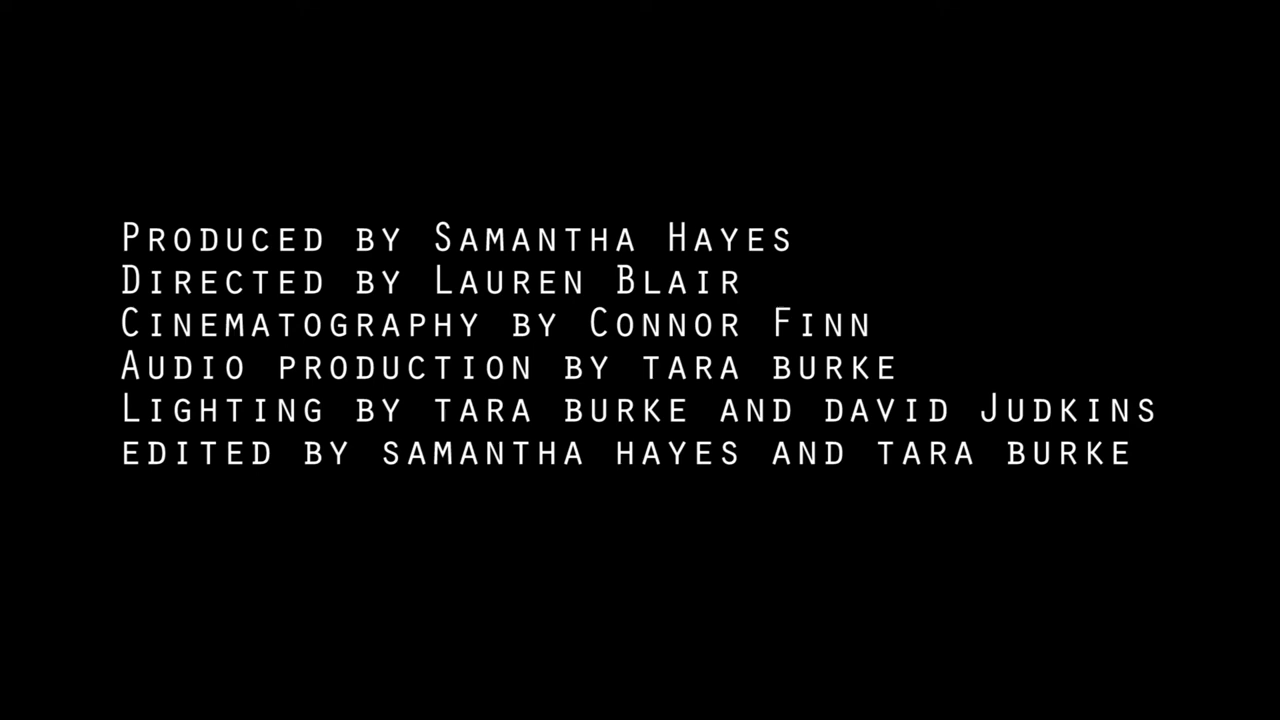 Produced by Samantha Hayes
Directed by Lauren Blair
Cinematography by Connor Finn
Audio production by tara burke
Lighting by tara burke and david Judkins
edited by samantha hayes and tara burke